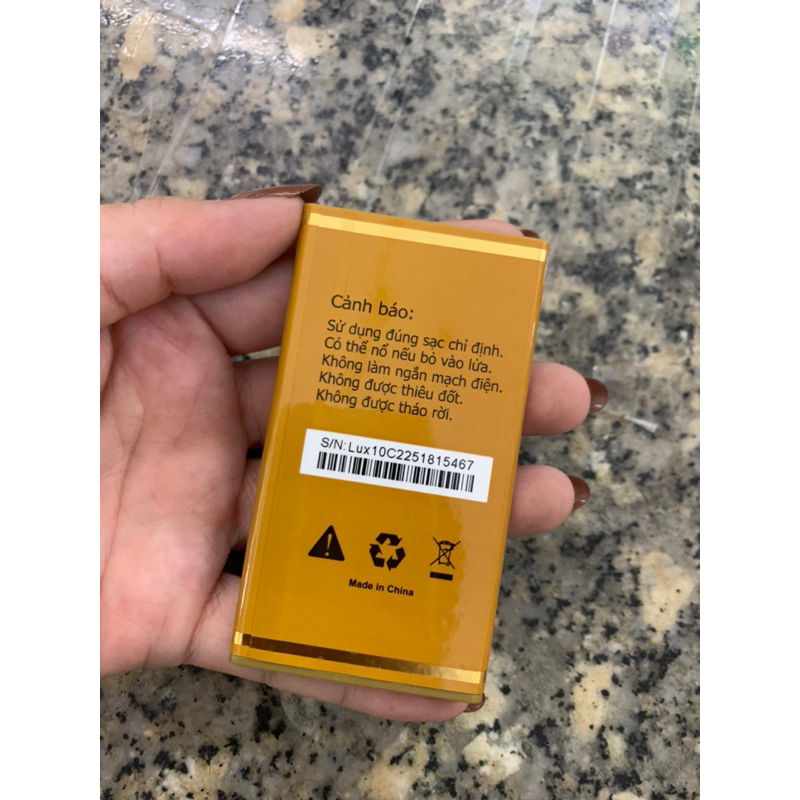 Cảnh báo:
Sử dụng đúng sạc chỉ định.
Có thể nổ nếu bỏ vào lửa.
Không làm ngắn mạch điện.
Không được thiêu đốt.
Không được tháo rời.
S/N:Lux10C2251815467
Made in China